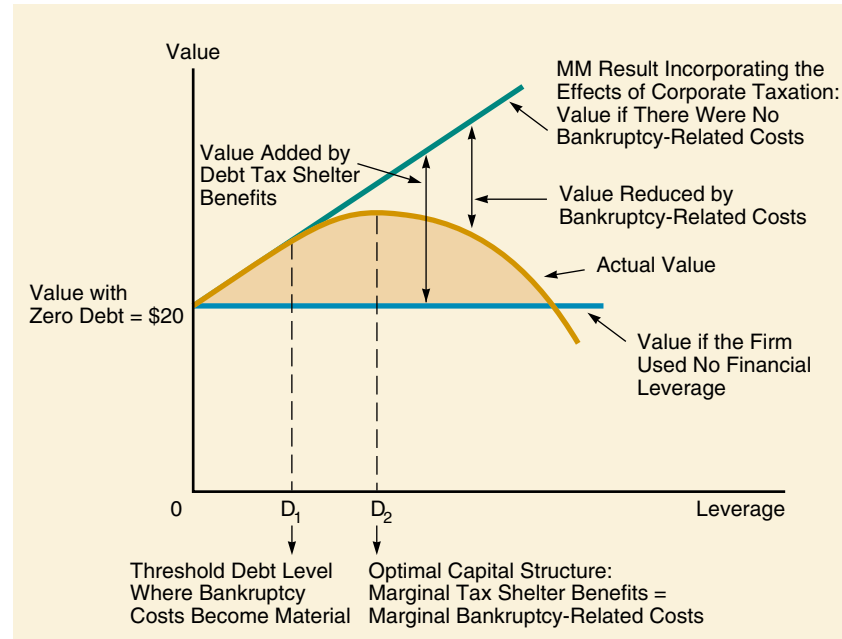 Value
MM Result Incorporating the
Effects of Corporate Taxation:
Value if There Were No
Bankruptcy-Related Costs
Value Added by
Debt Tax Shelter
Benefits
Value Reduced by
Bankruptcy-Related Costs
Actual Value
Value with
Zero Debt = $20
Value if the Firm
Used No Financial
Leverage
0
D1
D2
Leverage
Threshold Debt Level
Where Bankruptcy
Costs Become Material
Optimal Capital Structure:
Marginal Tax Shelter Benefits =
Marginal Bankruptcy-Related Costs